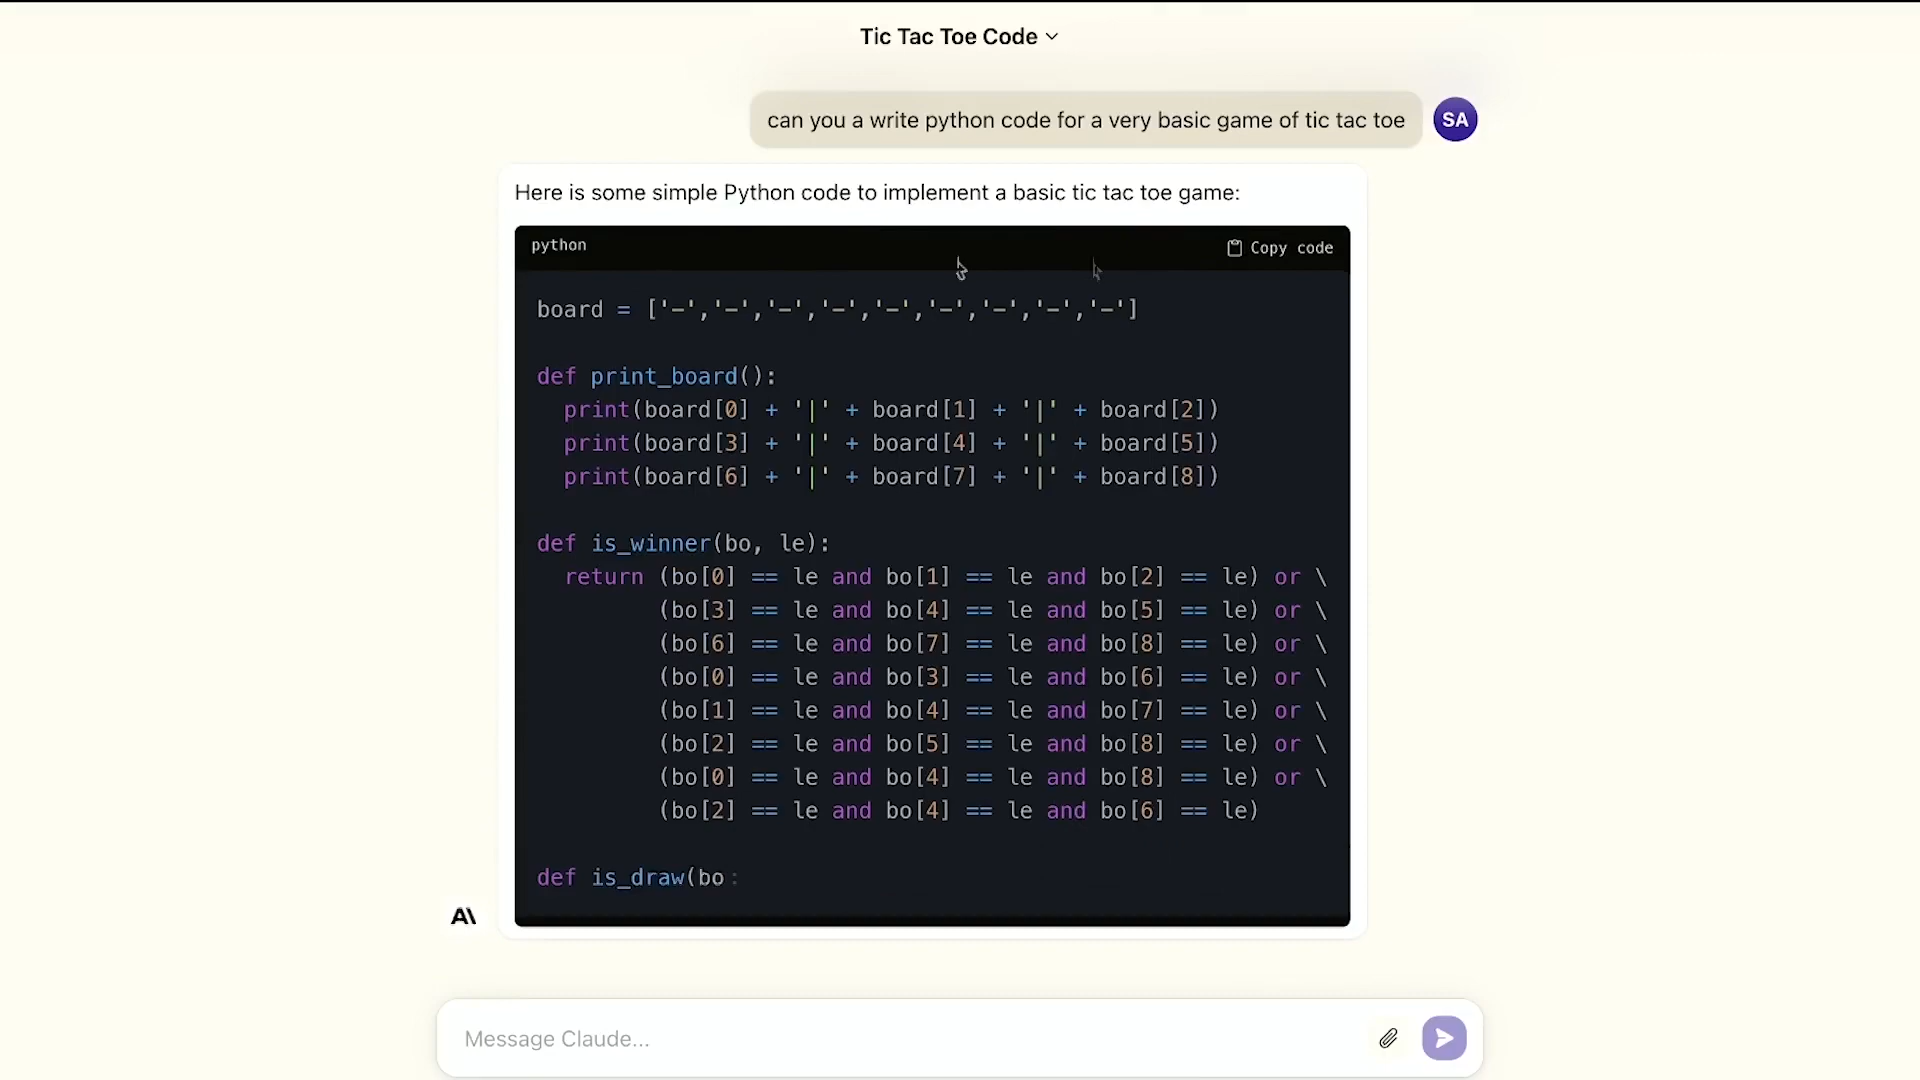 Tic Tac Toe Code
can you a write python code for a very basic game of tic tac toe
SA
Here is some simple Python code to implement a basic tic tac toe game:
python
Copy code
board = ['—','—','—','—','—','—','—','—','—']
def print_board():
  print(board[0] + '|' + board[1] + '|' + board[2])
  print(board[3] + '|' + board[4] + '|' + board[5])
  print(board[6] + '|' + board[7] + '|' + board[8])
def is_winner(bo, le):
  return (bo[0] == le and bo[1] == le and bo[2] == le) or \
         (bo[3] == le and bo[4] == le and bo[5] == le) or \
         (bo[6] == le and bo[7] == le and bo[8] == le) or \
         (bo[0] == le and bo[3] == le and bo[6] == le) or \
         (bo[1] == le and bo[4] == le and bo[7] == le) or \
         (bo[2] == le and bo[5] == le and bo[8] == le) or \
         (bo[0] == le and bo[4] == le and bo[8] == le) or \
         (bo[2] == le and bo[4] == le and bo[6] == le)
def is_draw(bo:
A\
Message Claude...